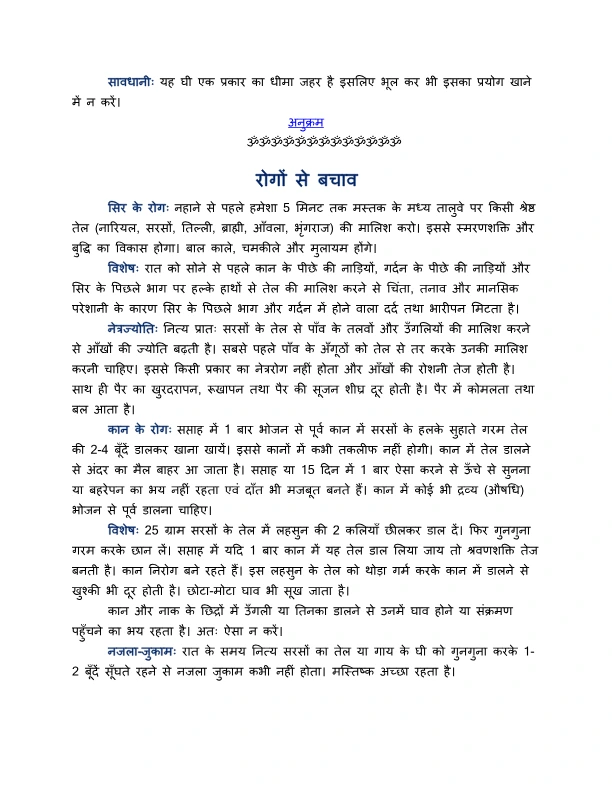 सावधानीः यह घी एक प्रकार का धीमा जहर है इसलिए भूल कर भी इसका प्रयोग खाने
में न करें।
अनुक्रम
ॐॐॐॐॐॐॐॐॐॐॐॐॐ
रोगों से बचाव
सिर के रोगः नहाने से पहले हमेशा 5 मिनट तक मस्तक के मध्य तालुवे पर किसी श्रेष्ठ
तेल (नारियल, सरसों, तिल्ली, ब्राह्मी, आँवला, भृंगराज) की मालिश करो। इससे स्मरणशक्ति और
बुद्धि का विकास होगा। बाल काले, चमकीले और मुलायम होंगे।
विशेषः रात को सोने से पहले कान के पीछे की नाड़ियों, गर्दन के पीछे की नाड़ियों और
सिर के पिछले भाग पर हल्के हाथों से तेल की मालिश करने से चिंता, तनाव और मानसिक
परेशानी के कारण सिर के पिछले भाग और गर्दन में होने वाला दर्द तथा भारीपन मिटता है।
नेत्रज्योतिः नित्य प्रातः सरसों के तेल से पाँव के तलवों और उँगलियों की मालिश करने
से आँखों की ज्योति बढ़ती है। सबसे पहले पाँव के अँगूठों को तेल से तर करके उनकी मालिश
करनी चाहिए। इससे किसी प्रकार का नेत्ररोग नहीं होता और आँखों की रोशनी तेज होती है।
साथ ही पैर का खुरदरापन, रूखापन तथा पैर की सूजन शीघ्र दूर होती है। पैर में कोमलता तथा
बल आता है।
कान के रोगः सप्ताह में 1 बार भोजन से पूर्व कान में सरसों के हलके सुहाते गरम तेल
की 2-4 बूँदें डालकर खाना खायें। इससे कानों में कभी तकलीफ नहीं होगी। कान में तेल डालने
से अंदर का मैल बाहर आ जाता है। सप्ताह या 15 दिन में 1 बार ऐसा करने से ऊँचे से सुनना
या बहरेपन का भय नहीं रहता एवं दाँत भी मजबूत बनते हैं। कान में कोई भी द्रव्य (औषधि)
भोजन से पूर्व डालना चाहिए।
विशेषः 25 ग्राम सरसों के तेल में लहसुन की 2 कलियाँ छीलकर डाल दें। फिर गुनगुना
गरम करके छान लें। सप्ताह में यदि 1 बार कान में यह तेल डाल लिया जाय तो श्रवणशक्ति तेज
बनती है। कान निरोग बने रहते हैं। इस लहसुन के तेल को थोड़ा गर्म करके कान में डालने से
खुश्की भी दूर होती है। छोटा-मोटा घाव भी सूख जाता है।
कान और नाक के छिद्रों में उँगली या तिनका डालने से उनमें घाव होने या संक्रमण
पहुँचने का भय रहता है। अतः ऐसा न करें।
नजला-जुकामः रात के समय नित्य सरसों का तेल या गाय के घी को गुनगुना करके 1-
2 बूँदें सूँघते रहने से नजला जुकाम कभी नहीं होता। मस्तिष्क अच्छा रहता है।